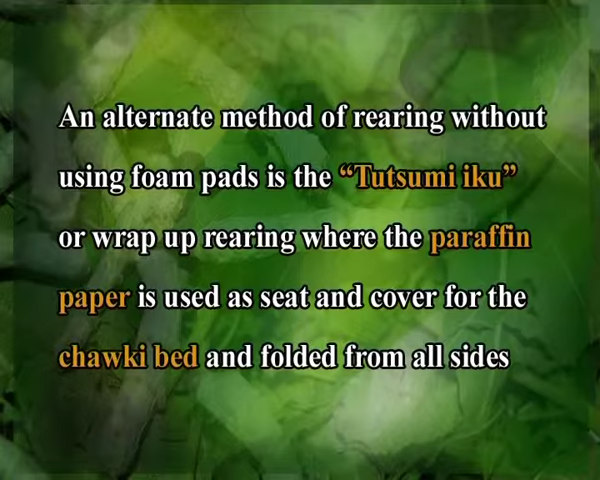 An alternate method of rearing without
using foam pads is the “Tutsumi iku”
or wrap up rearing where the paraffin
paper is used as seat and cover for the
chawki bed and folded from all sides